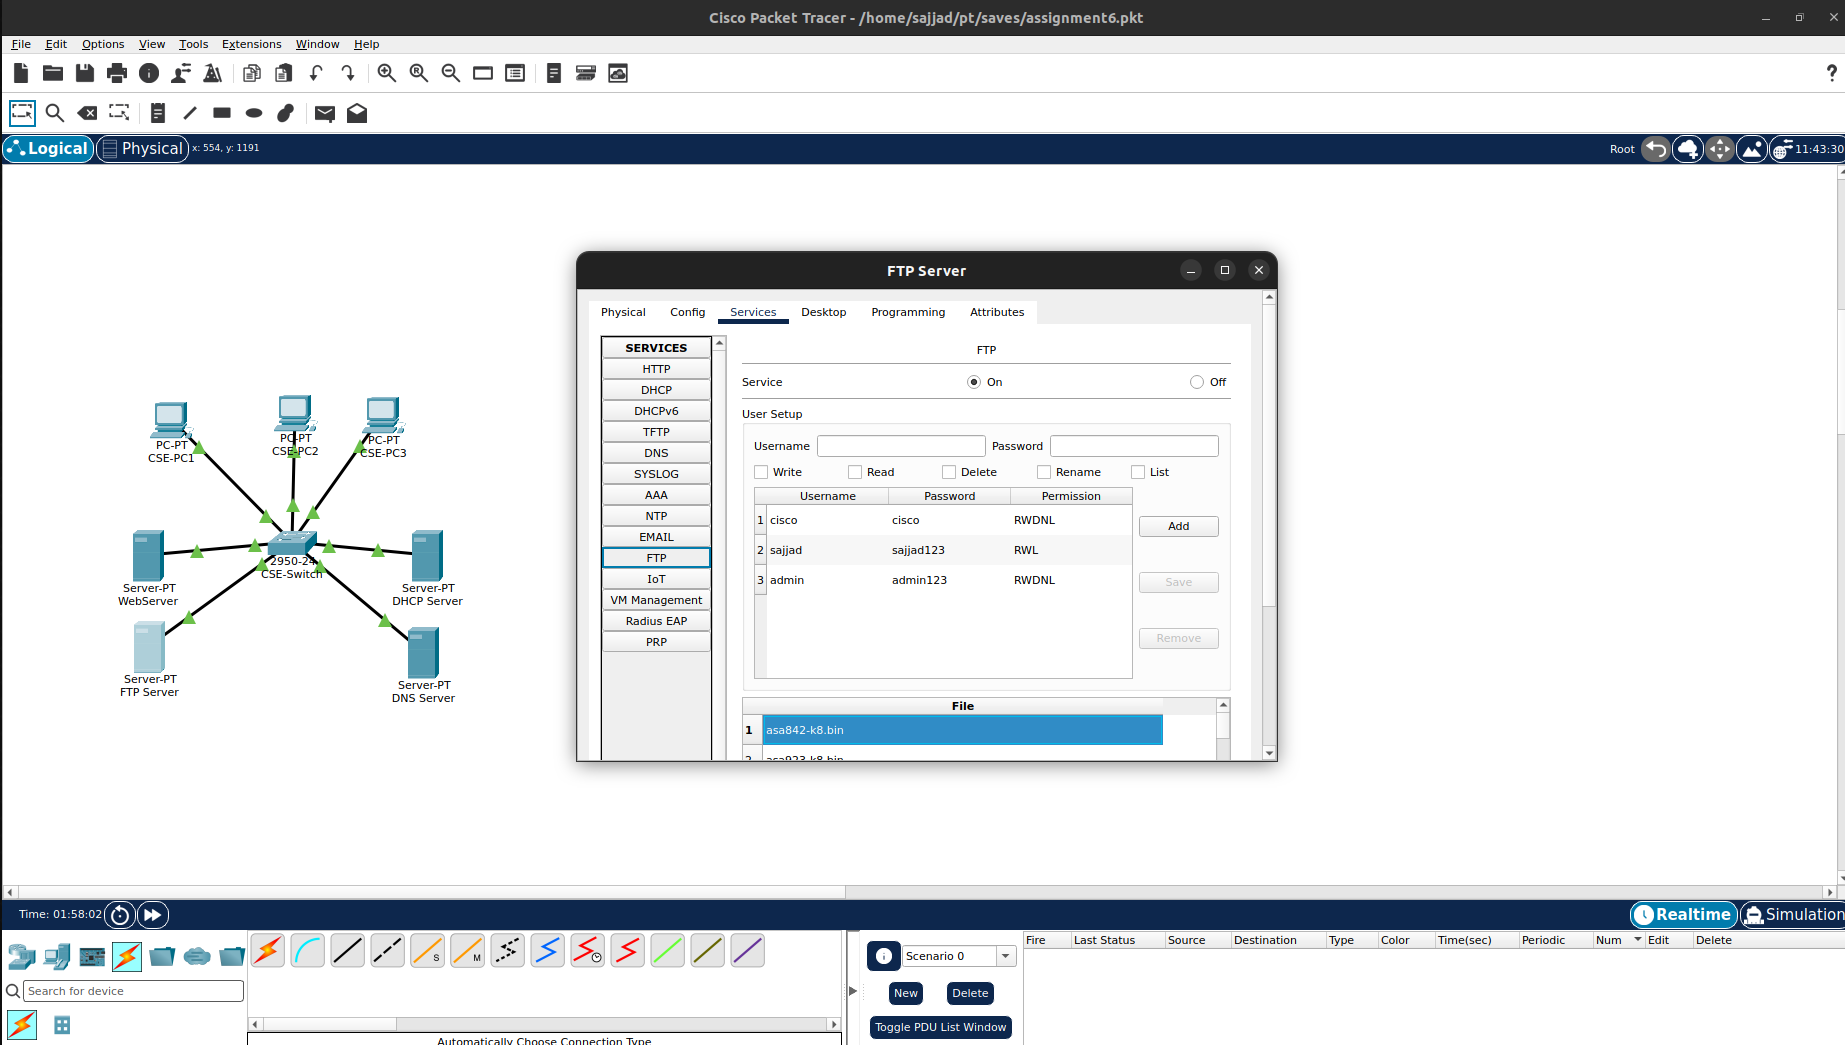 Cisco Packet Tracer - /home/sajjad/pt/saves/assignment6.pkt
File Edit Options View Tools Extensions Window Help
?
Logical Physical x: 554, y: 1191 Root 11:43:30
FTP Server
Physical Config Services Desktop Programming Attributes
SERVICES
HTTP
DHCP
DHCPv6
TFTP
DNS
SYSLOG
AAA
NTP
EMAIL
FTP
IoT
VM Management
Radius EAP
PRP
FTP
Service On Off
User Setup
Username Password
Write Read Delete Rename List
Username Password Permission
1 cisco cisco RWDNL
2 sajjad sajjad123 RWL
3 admin admin123 RWDNL
Add
Save
Remove
File
1 asa842-k8.bin
2 asa923-k8.bin
PC-PT
CSE-PC1
PC-PT
CSE-PC2
PC-PT
CSE-PC3
2950-24
CSE-Switch
Server-PT
WebServer
Server-PT
DHCP Server
Server-PT
FTP Server
Server-PT
DNS Server
Time: 01:58:02 Realtime Simulation
S M
Search for device
Automatically Choose Connection Type
Scenario 0
New Delete
Toggle PDU List Window
Fire Last Status Source Destination Type Color Time(sec) Periodic Num Edit Delete